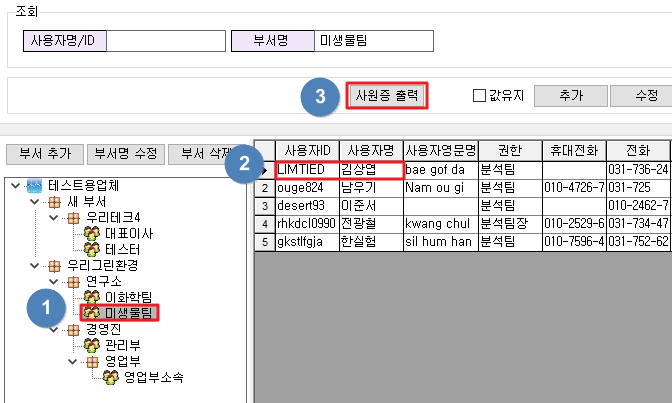 조회
사용자명/ID 부서명 미생물팀
3 사원증 출력 값유지 추가 수정
부서 추가 부서명 수정 부서 삭제
2 사용자ID 사용자명 사용자영문명 권한 휴대전화 전화
LIMTIED 김상엽 bae gof da 분석팀 031-736-24
2 ouge824 남우기 Nam ou gi 분석팀 010-4726-7 031-725
3 desert93 이준서 분석팀 010-2462-7
4 rhkdcl0990 전광철 kwang chul 분석팀장 010-2529-6 031-734-47
5 gkstlfgja 한실험 sil hum han 분석팀 010-7596-4 031-752-62
테스트용업체
새 부서
우리테크4
대표이사
테스터
우리그린환경
연구소
이화학팀
1 미생물팀
경영진
관리부
영업부
영업부소속